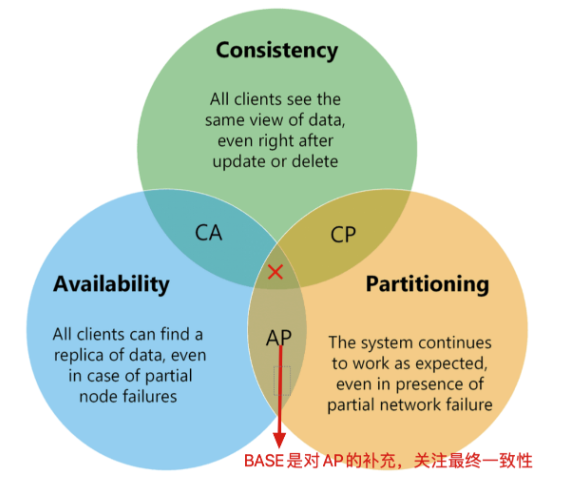 Consistency
All clients see the
same view of data,
even right after
update or delete
CA
CP
Availability
All clients can find a
replica of data, even
in case of partial
node failures
Partitioning
The system continues
to work as expected,
even in presence of
partial network failure
AP
BASE是对AP的补充，关注最终一致性